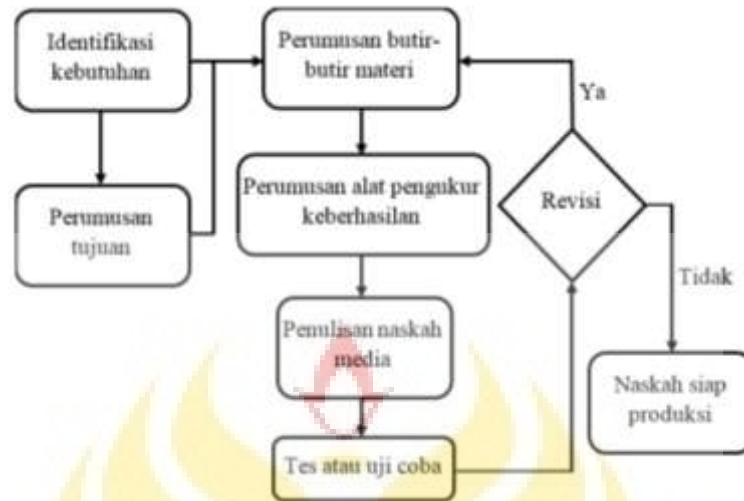 Identifikasi
kebutuhan
Perumusan
tujuan
Perumusan butir-
butir materi
Perumusan alat pengukur
keberhasilan
Penulisan naskah
media
Tes atau uji coba
Revisi
Ya
Tidak
Naskah siap
produksi